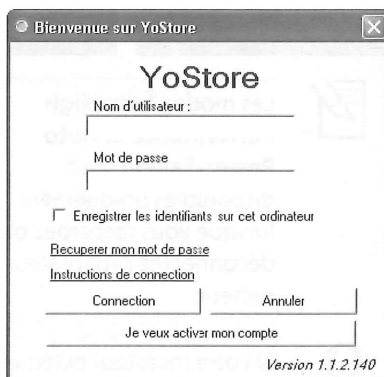 Bienvenue sur YoStore
YoStore
Nom d'utilisateur :
Mot de passe
Enregistrer les identifiants sur cet ordinateur
Recuperer mon mot de passe
Instructions de connection
Connection Annuler
Je veux activer mon compte
Version 1.1.2.140